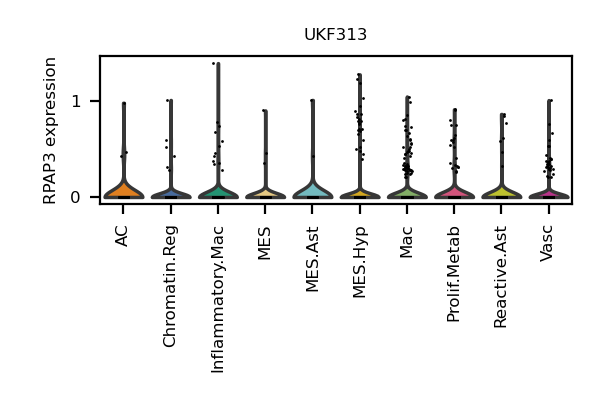 UKF313
RPAP3 expression
1
0
AC
Chromatin.Reg
Inflammatory.Mac
MES
MES.Ast
MES.Hyp
Mac
Prolif.Metab
Reactive.Ast
Vasc